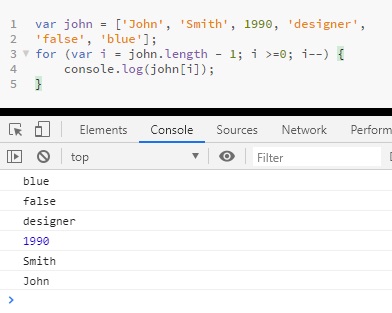 1 var john = ['John', 'Smith', 1990, 'designer',
2 'false', 'blue'];
3 for (var i = john.length - 1; i >=0; i--) {
4 console.log(john[i]);
5 }
Elements Console Sources Network Perform
top Filter
blue
false
designer
1990
Smith
John
>